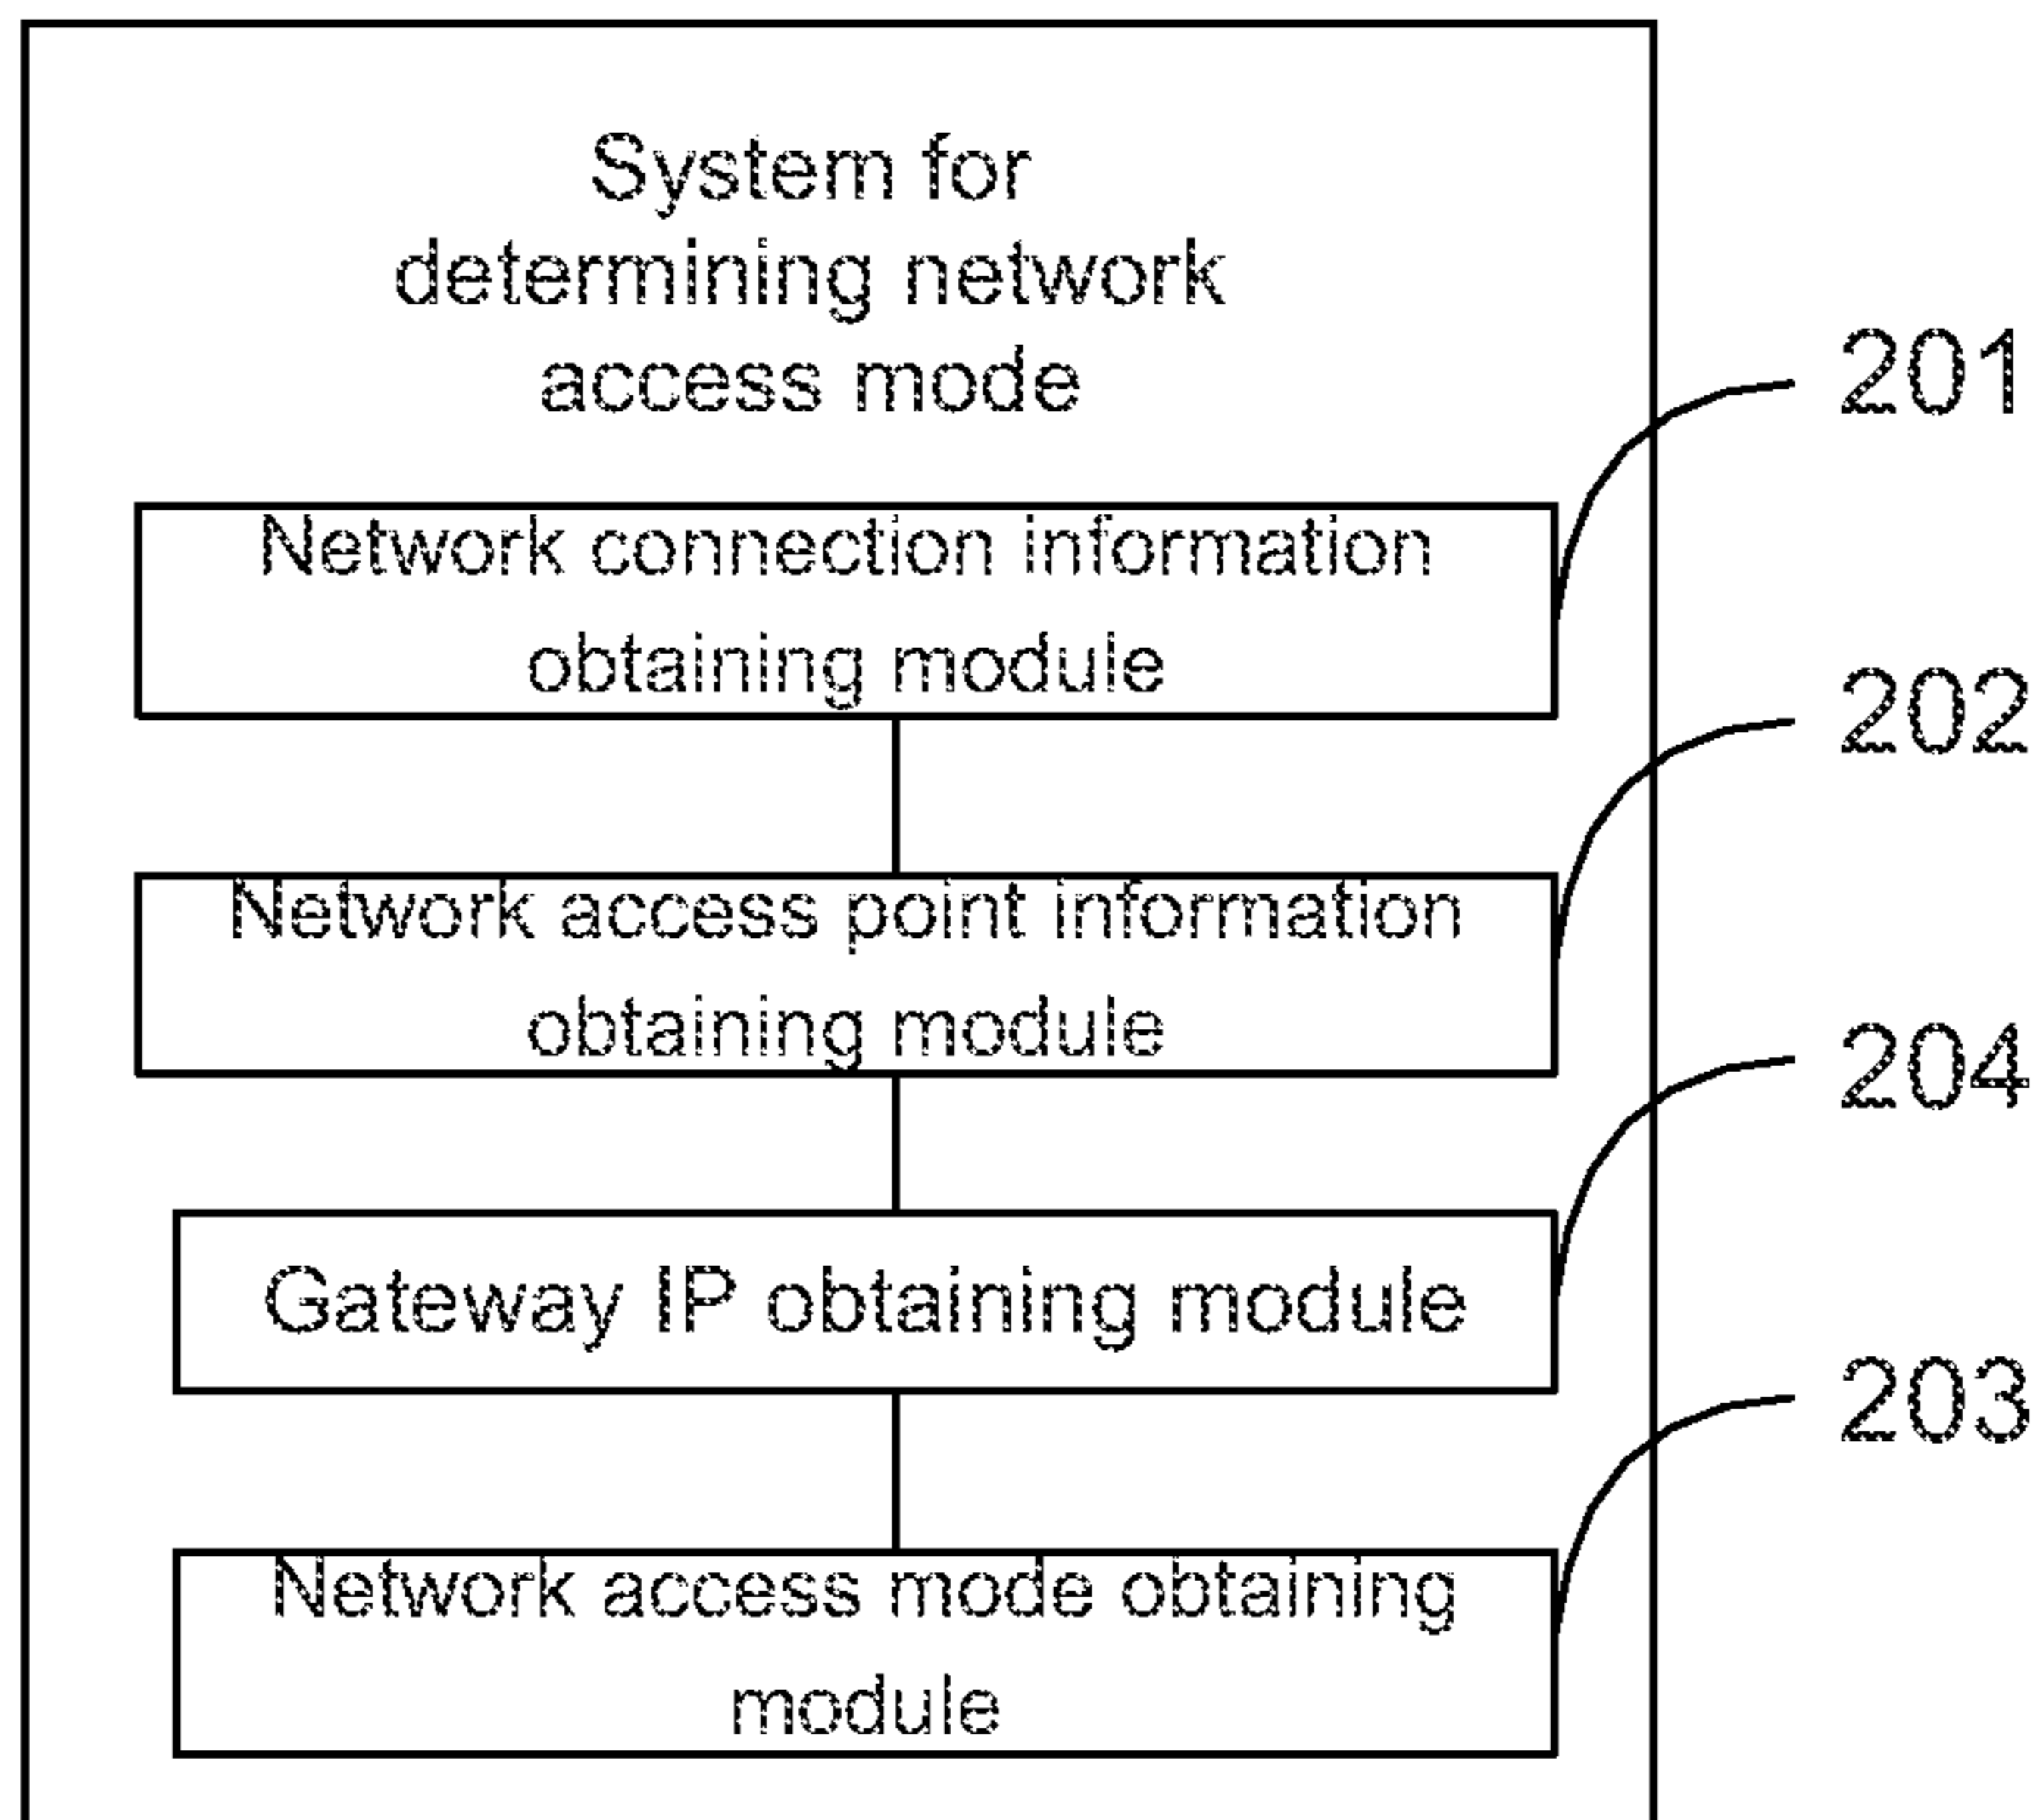 System for
determining network
access mode
201
Network connection information
obtaining module
202
Network access point information
obtaining module
204
Gateway IP obtaining module
203
Network access mode obtaining
module